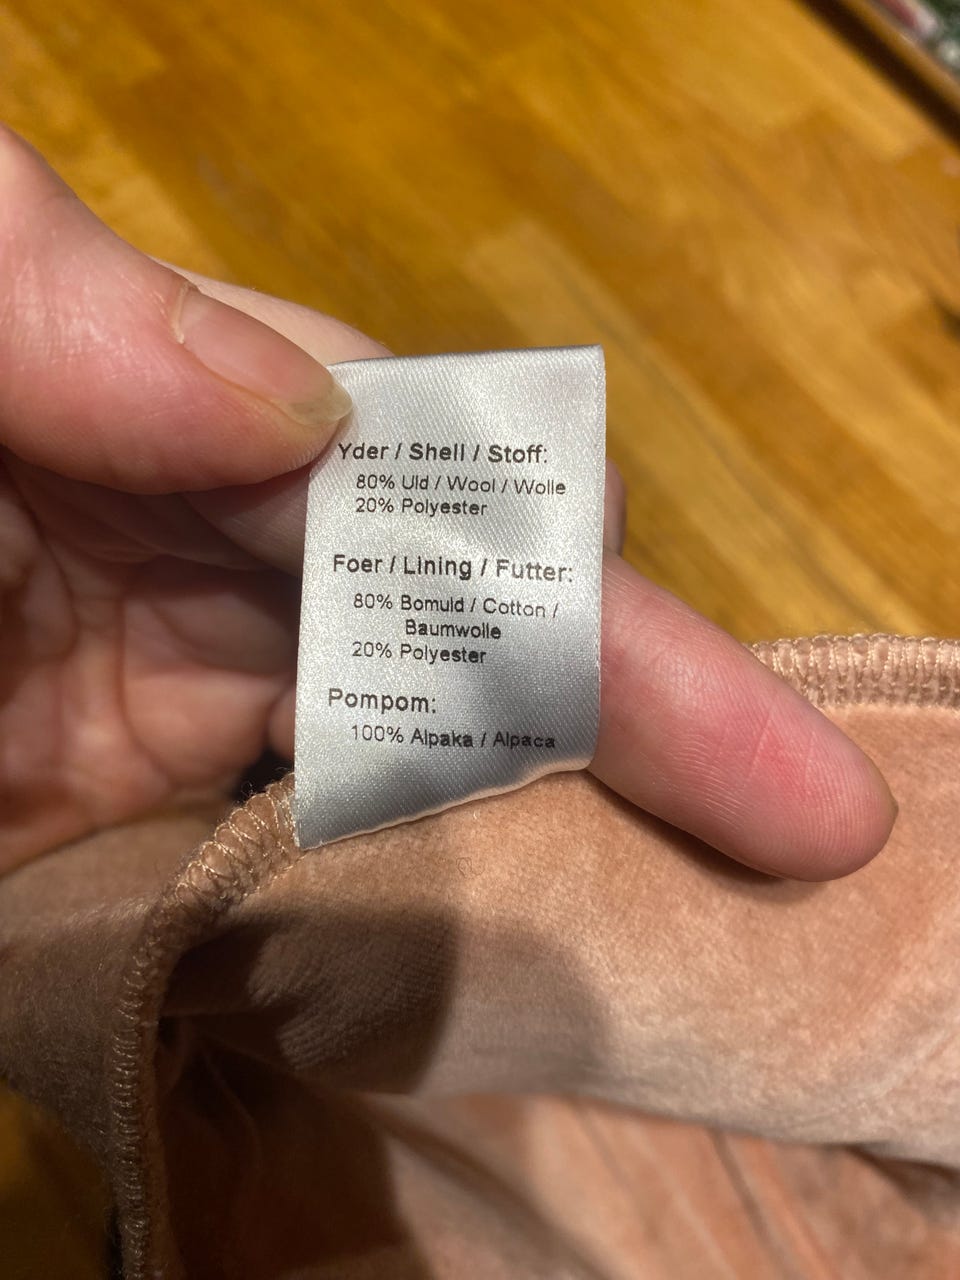 Yder / Shell / Stoff:
80% Uld / Wool / Wolle
20% Polyester
Foer / Lining / Futter:
80% Bomuld / Cotton /
Baumwolle
20% Polyester
Pompom:
100% Alpaka / Alpaca